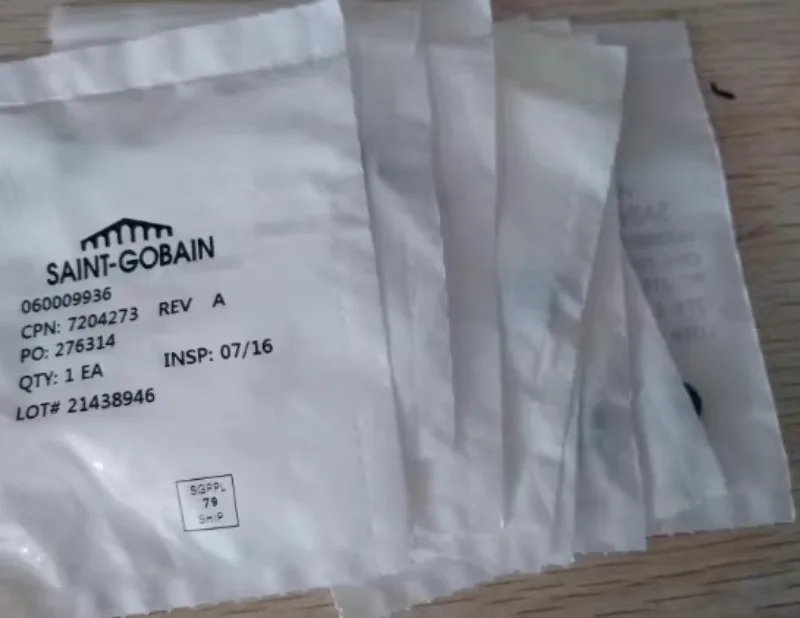 SAINT-GOBAIN
060009936
CPN: 7204273 REV A
PO: 276314
QTY: 1 EA INSP: 07/16
LOT# 21438946
SGPPL
79
SHIP